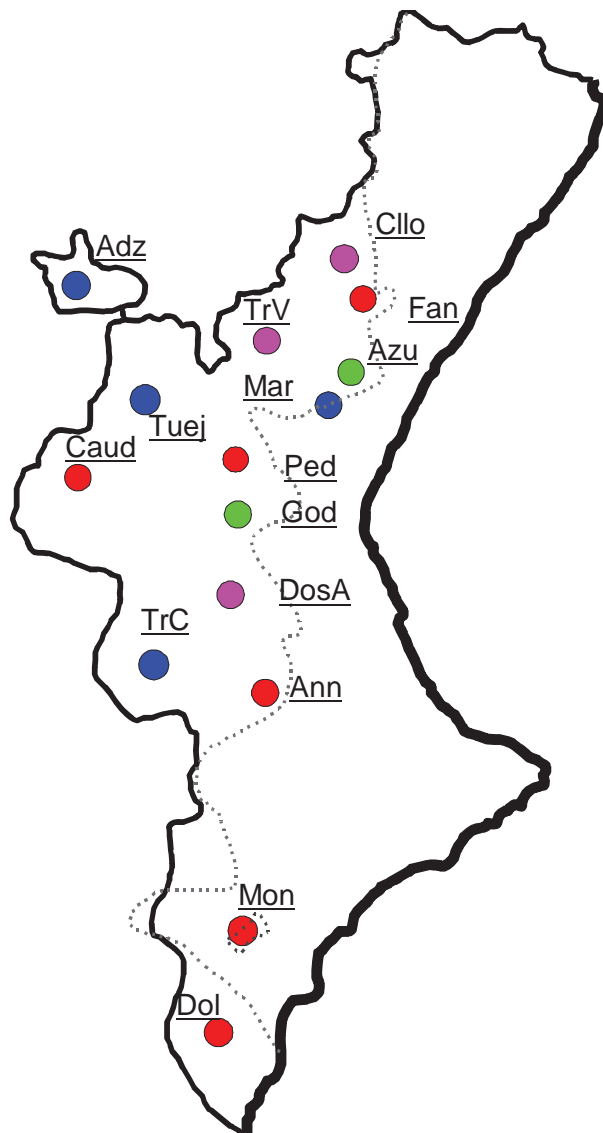 Cllo
Adz
Fan
TrV
Azu
Mar
Tuej
Caud
Ped
God
DosA
TrC
Ann
Mon
Dol